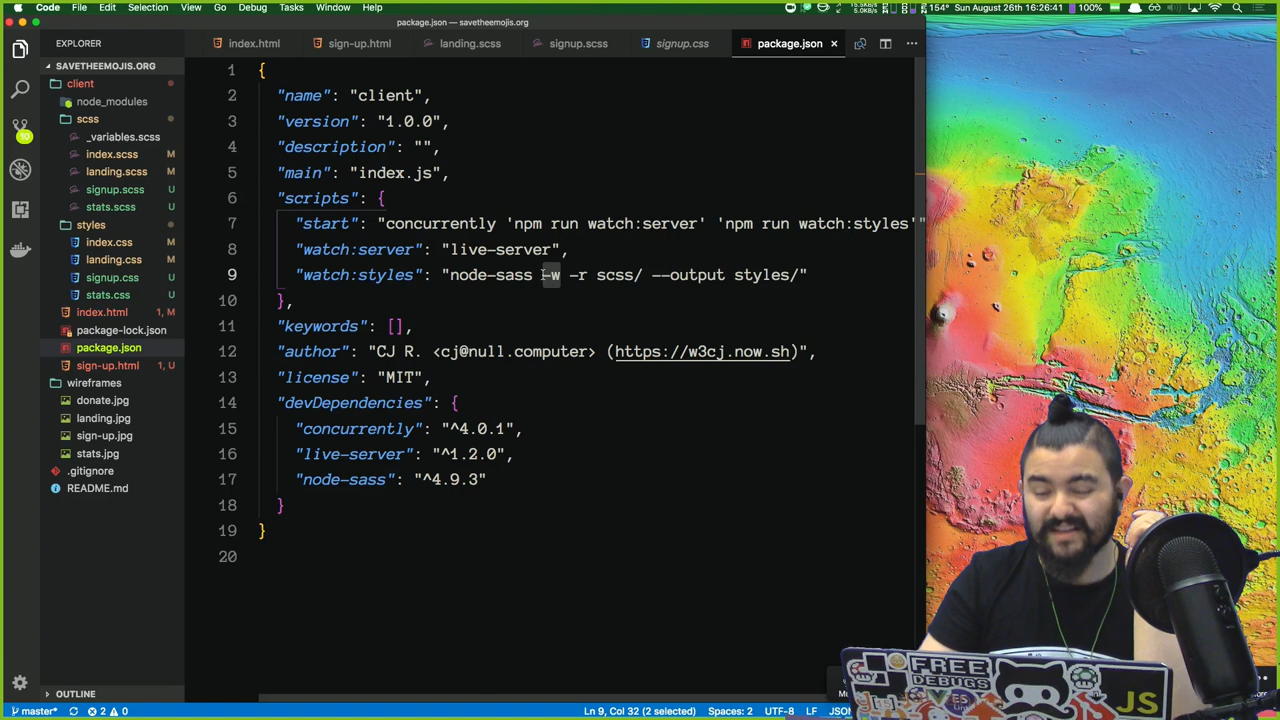 Code File Edit Selection View Go Debug Tasks Window Help
5.0KB/s 154° Sun August 26th 16:26:41 100%
package.json — savetheemojis.org
EXPLORER
SAVETHEEMOJIS.ORG
client
node_modules
scss
_variables.scss
index.scss M
landing.scss M
signup.scss U
stats.scss U
styles
index.css M
landing.css M
signup.css U
stats.css U
index.html 1, M
package-lock.json
package.json
sign-up.html 1, M
wireframes
donate.jpg
landing.jpg
sign-up.jpg
stats.jpg
.gitignore
README.md
OUTLINE
10
index.html sign-up.html landing.scss signup.scss signup.css package.json ×
1 {
2 "name": "client",
3 "version": "1.0.0",
4 "description": "",
5 "main": "index.js",
6 "scripts": {
7 "start": "concurrently 'npm run watch:server' 'npm run watch:styles'"
8 "watch:server": "live-server",
9 "watch:styles": "node-sass -w -r scss/ --output styles/"
10 },
11 "keywords": [],
12 "author": "CJ R. <cj@null.computer> (https://w3cj.now.sh)",
13 "license": "MIT",
14 "devDependencies": {
15 "concurrently": "^4.0.1",
16 "live-server": "^1.2.0",
17 "node-sass": "^4.9.3"
18 }
19 }
20
master* 2 0 Ln 9, Col 32 (2 selected) Spaces: 2 UTF-8 LF
FREE
DEBUGS
JS